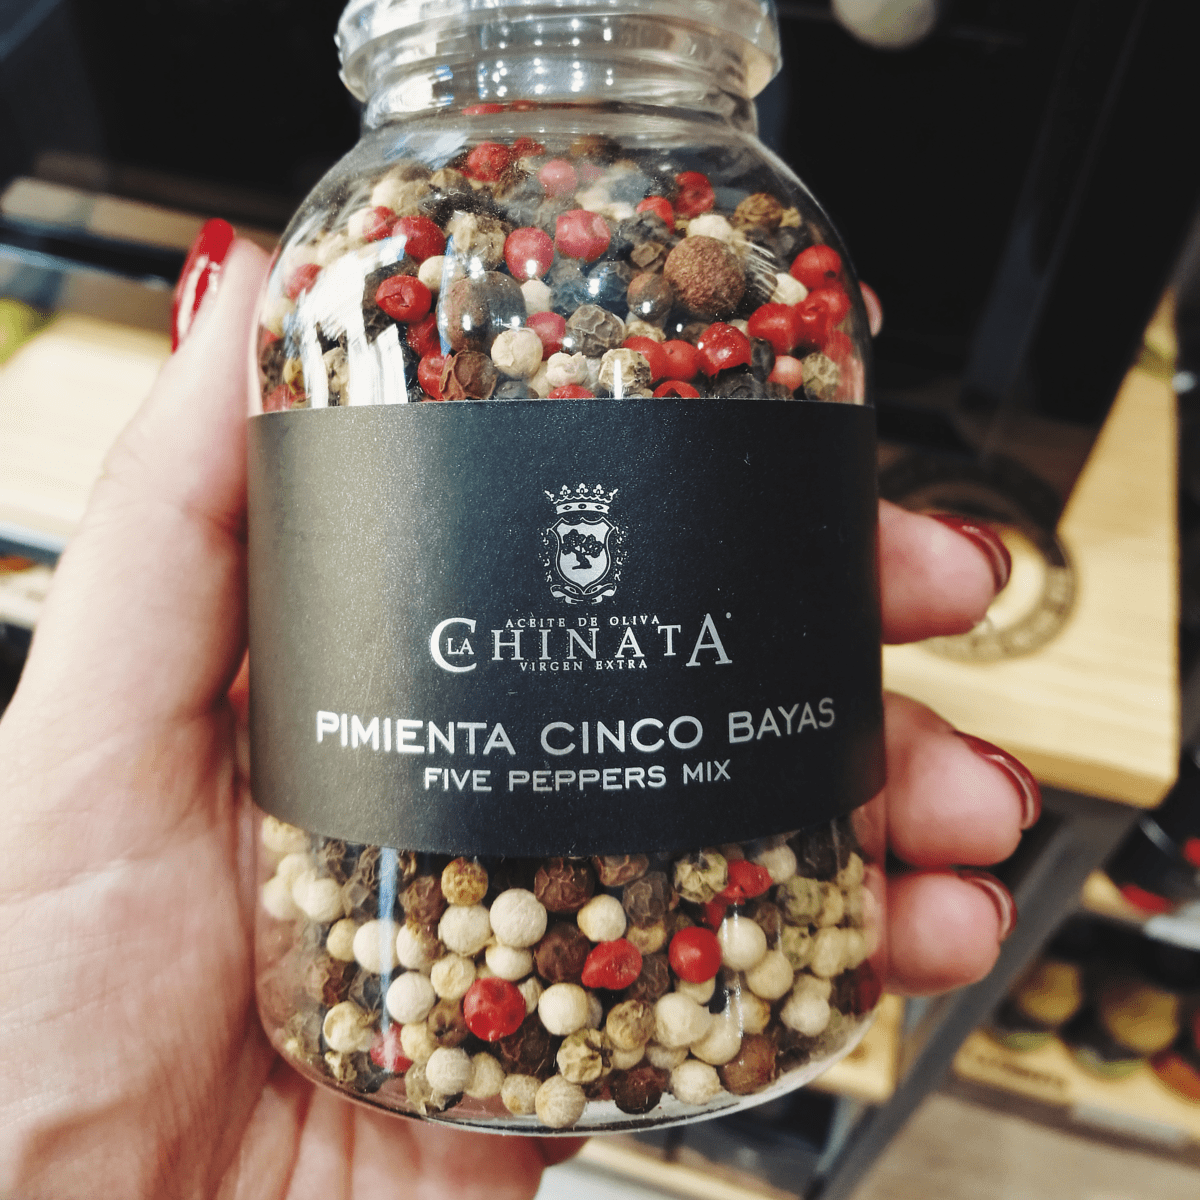 ACEITE DE OLIVA
LA CHINATA®
VIRGEN EXTRA
PIMIENTA CINCO BAYAS
FIVE PEPPERS MIX